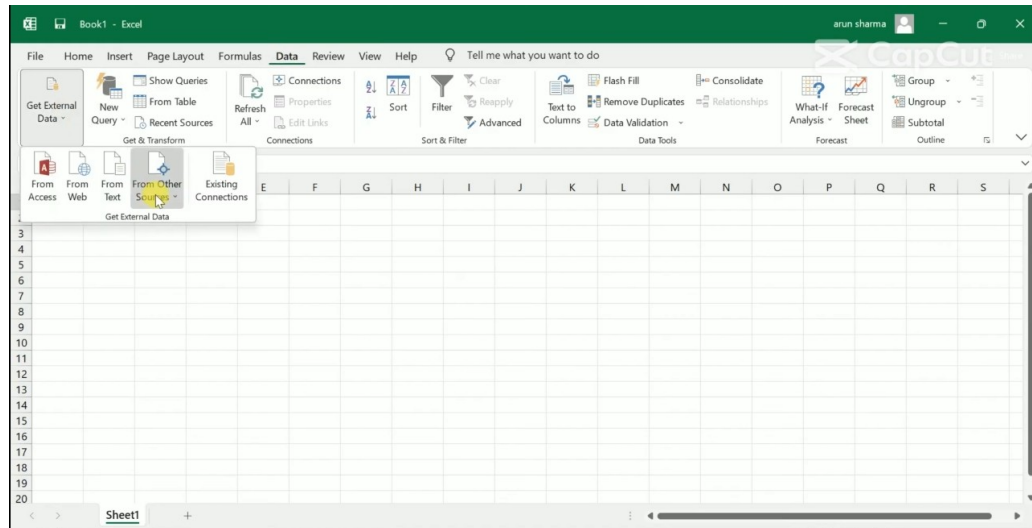 Book1 - Excel
arun sharma
CapCut
File Home Insert Page Layout Formulas Data Review View Help Tell me what you want to do
Get External Data
New Query
Show Queries
From Table
Recent Sources
Get & Transform
Refresh All
Connections
Properties
Edit Links
Connections
Sort
Filter
Clear
Reapply
Advanced
Sort & Filter
Text to Columns
Flash Fill
Remove Duplicates
Data Validation
Consolidate
Relationships
Data Tools
What-If Analysis
Forecast Sheet
Forecast
Group
Ungroup
Subtotal
Outline
From Access
From Web
From Text
From Other Sources
Existing Connections
Get External Data
E F G H I J K L M N O P Q R S
3
4
5
6
7
8
9
10
11
12
13
14
15
16
17
18
19
20
Sheet1